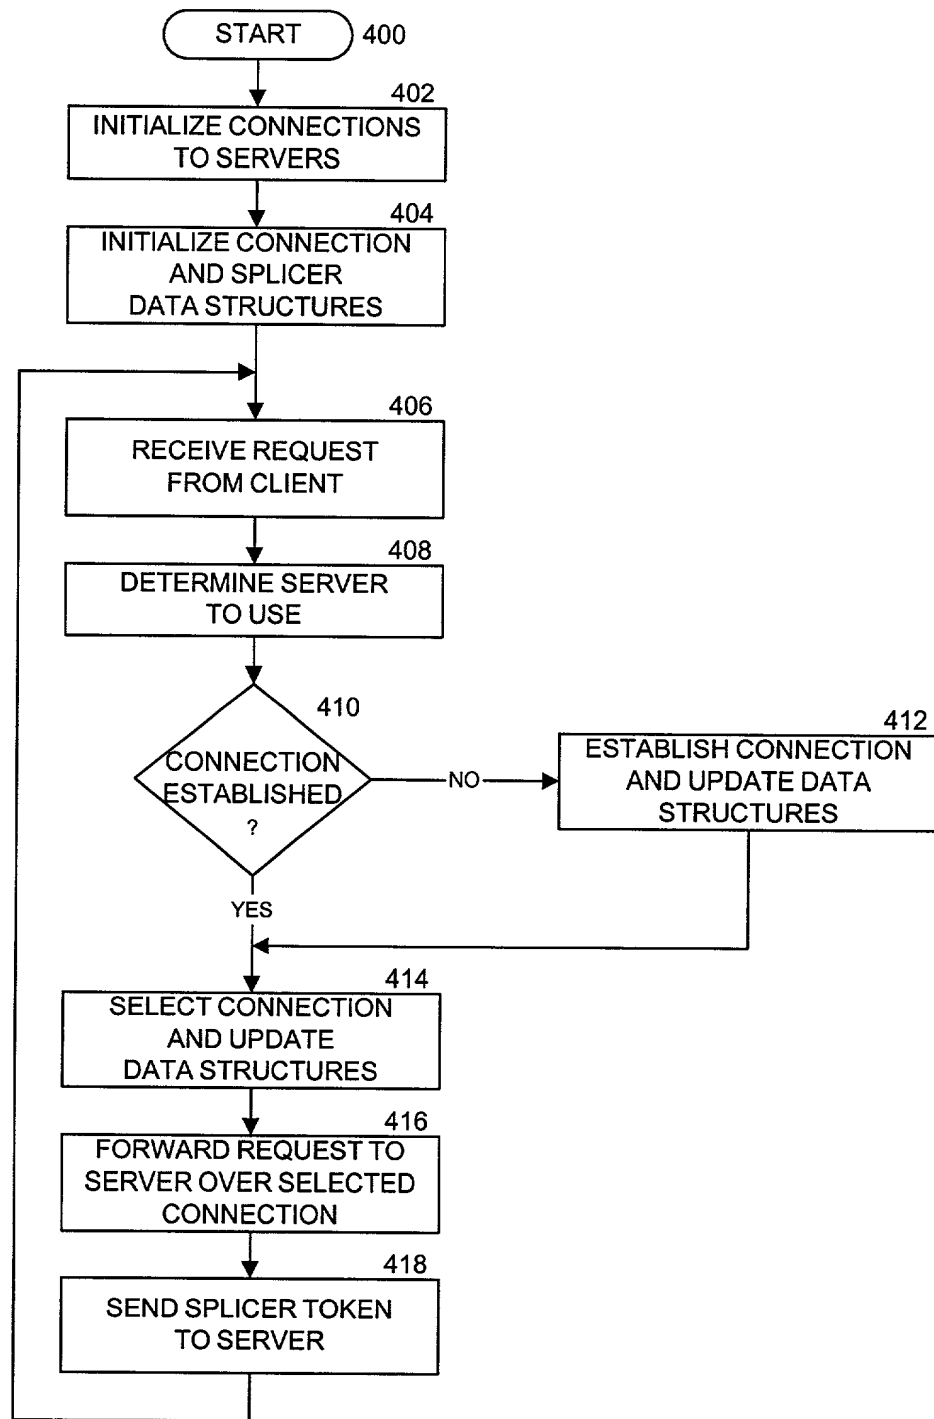 START 400
402
INITIALIZE CONNECTIONS
TO SERVERS
404
INITIALIZE CONNECTION
AND SPLICER
DATA STRUCTURES
406
RECEIVE REQUEST
FROM CLIENT
408
DETERMINE SERVER
TO USE
410
CONNECTION
ESTABLISHED
?
NO
412
ESTABLISH CONNECTION
AND UPDATE DATA
STRUCTURES
YES
414
SELECT CONNECTION
AND UPDATE
DATA STRUCTURES
416
FORWARD REQUEST TO
SERVER OVER SELECTED
CONNECTION
418
SEND SPLICER TOKEN
TO SERVER